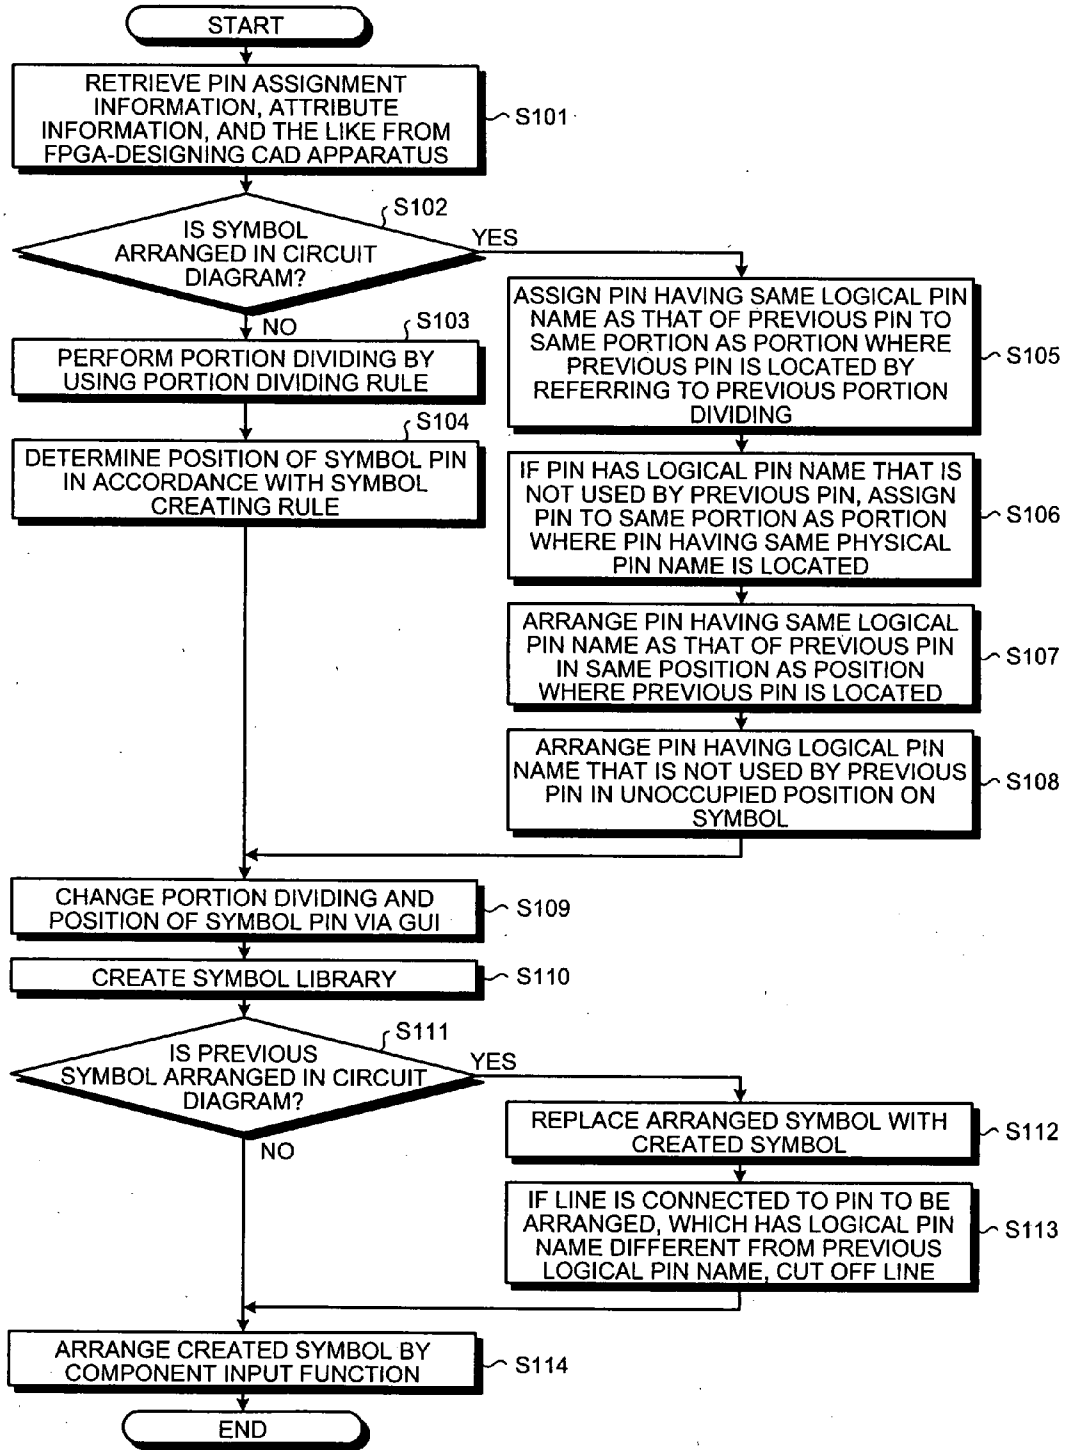 START
RETRIEVE PIN ASSIGNMENT
INFORMATION, ATTRIBUTE
INFORMATION, AND THE LIKE FROM
FPGA-DESIGNING CAD APPARATUS
S101
S102
IS SYMBOL
ARRANGED IN CIRCUIT
DIAGRAM?
YES
NO
S103
PERFORM PORTION DIVIDING BY
USING PORTION DIVIDING RULE
S104
DETERMINE POSITION OF SYMBOL PIN
IN ACCORDANCE WITH SYMBOL
CREATING RULE
ASSIGN PIN HAVING SAME LOGICAL PIN
NAME AS THAT OF PREVIOUS PIN TO
SAME PORTION AS PORTION WHERE
PREVIOUS PIN IS LOCATED BY
REFERRING TO PREVIOUS PORTION
DIVIDING
S105
IF PIN HAS LOGICAL PIN NAME THAT IS
NOT USED BY PREVIOUS PIN, ASSIGN
PIN TO SAME PORTION AS PORTION
WHERE PIN HAVING SAME PHYSICAL
PIN NAME IS LOCATED
S106
ARRANGE PIN HAVING SAME LOGICAL
PIN NAME AS THAT OF PREVIOUS PIN
IN SAME POSITION AS POSITION
WHERE PREVIOUS PIN IS LOCATED
S107
ARRANGE PIN HAVING LOGICAL PIN
NAME THAT IS NOT USED BY PREVIOUS
PIN IN UNOCCUPIED POSITION ON
SYMBOL
S108
CHANGE PORTION DIVIDING AND
POSITION OF SYMBOL PIN VIA GUI
S109
CREATE SYMBOL LIBRARY
S110
S111
IS PREVIOUS
SYMBOL ARRANGED IN CIRCUIT
DIAGRAM?
YES
NO
REPLACE ARRANGED SYMBOL WITH
CREATED SYMBOL
S112
IF LINE IS CONNECTED TO PIN TO BE
ARRANGED, WHICH HAS LOGICAL PIN
NAME DIFFERENT FROM PREVIOUS
LOGICAL PIN NAME, CUT OFF LINE
S113
ARRANGE CREATED SYMBOL BY
COMPONENT INPUT FUNCTION
S114
END